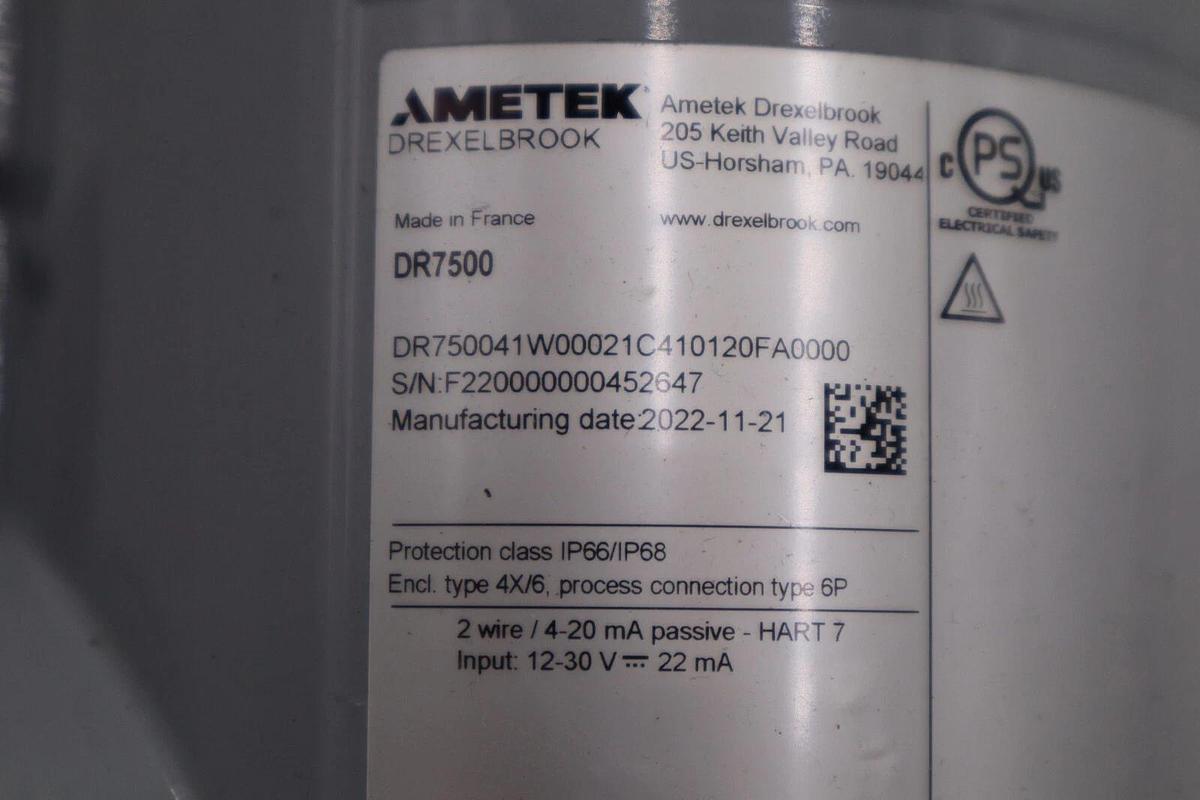 AMETEK
DREXELBROOK
Ametek Drexelbrook
205 Keith Valley Road
US-Horsham, PA. 19044
Made in France
www.drexelbrook.com
DR7500
DR750041W00021C410120FA0000
S/N:F220000000452647
Manufacturing date:2022-11-21
Protection class IP66/IP68
Encl. type 4X/6, process connection type 6P
2 wire / 4-20 mA passive - HART 7
Input: 12-30 V ⎓ 22 mA
C PS US
CERTIFIED
ELECTRICAL SAFETY